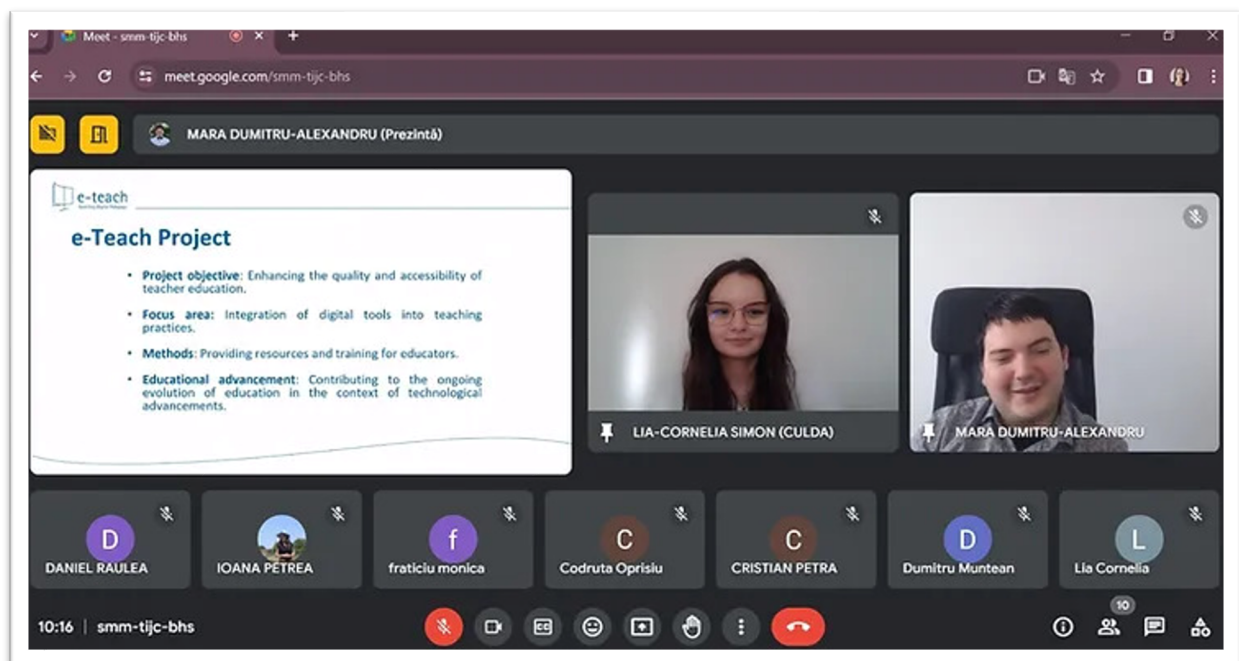 Meet - smm-tijc-bhs
meet.google.com/smm-tijc-bhs
MARA DUMITRU-ALEXANDRU (Prezintă)
e-teach
e-Teach Project
• Project objective: Enhancing the quality and accessibility of
teacher education.
• Focus area: Integration of digital tools into teaching
practices.
• Methods: Providing resources and training for educators.
• Educational advancement: Contributing to the ongoing
evolution of education in the context of technological
advancements.
LIA-CORNELIA SIMON (CULDA)
MARA DUMITRU-ALEXANDRU
D
DANIEL RAULEA
IOANA PETREA
f
fraticiu monica
C
Codruta Oprisiu
C
CRISTIAN PETRA
D
Dumitru Muntean
L
Lia Cornelia
10:16 | smm-tijc-bhs
CC
10